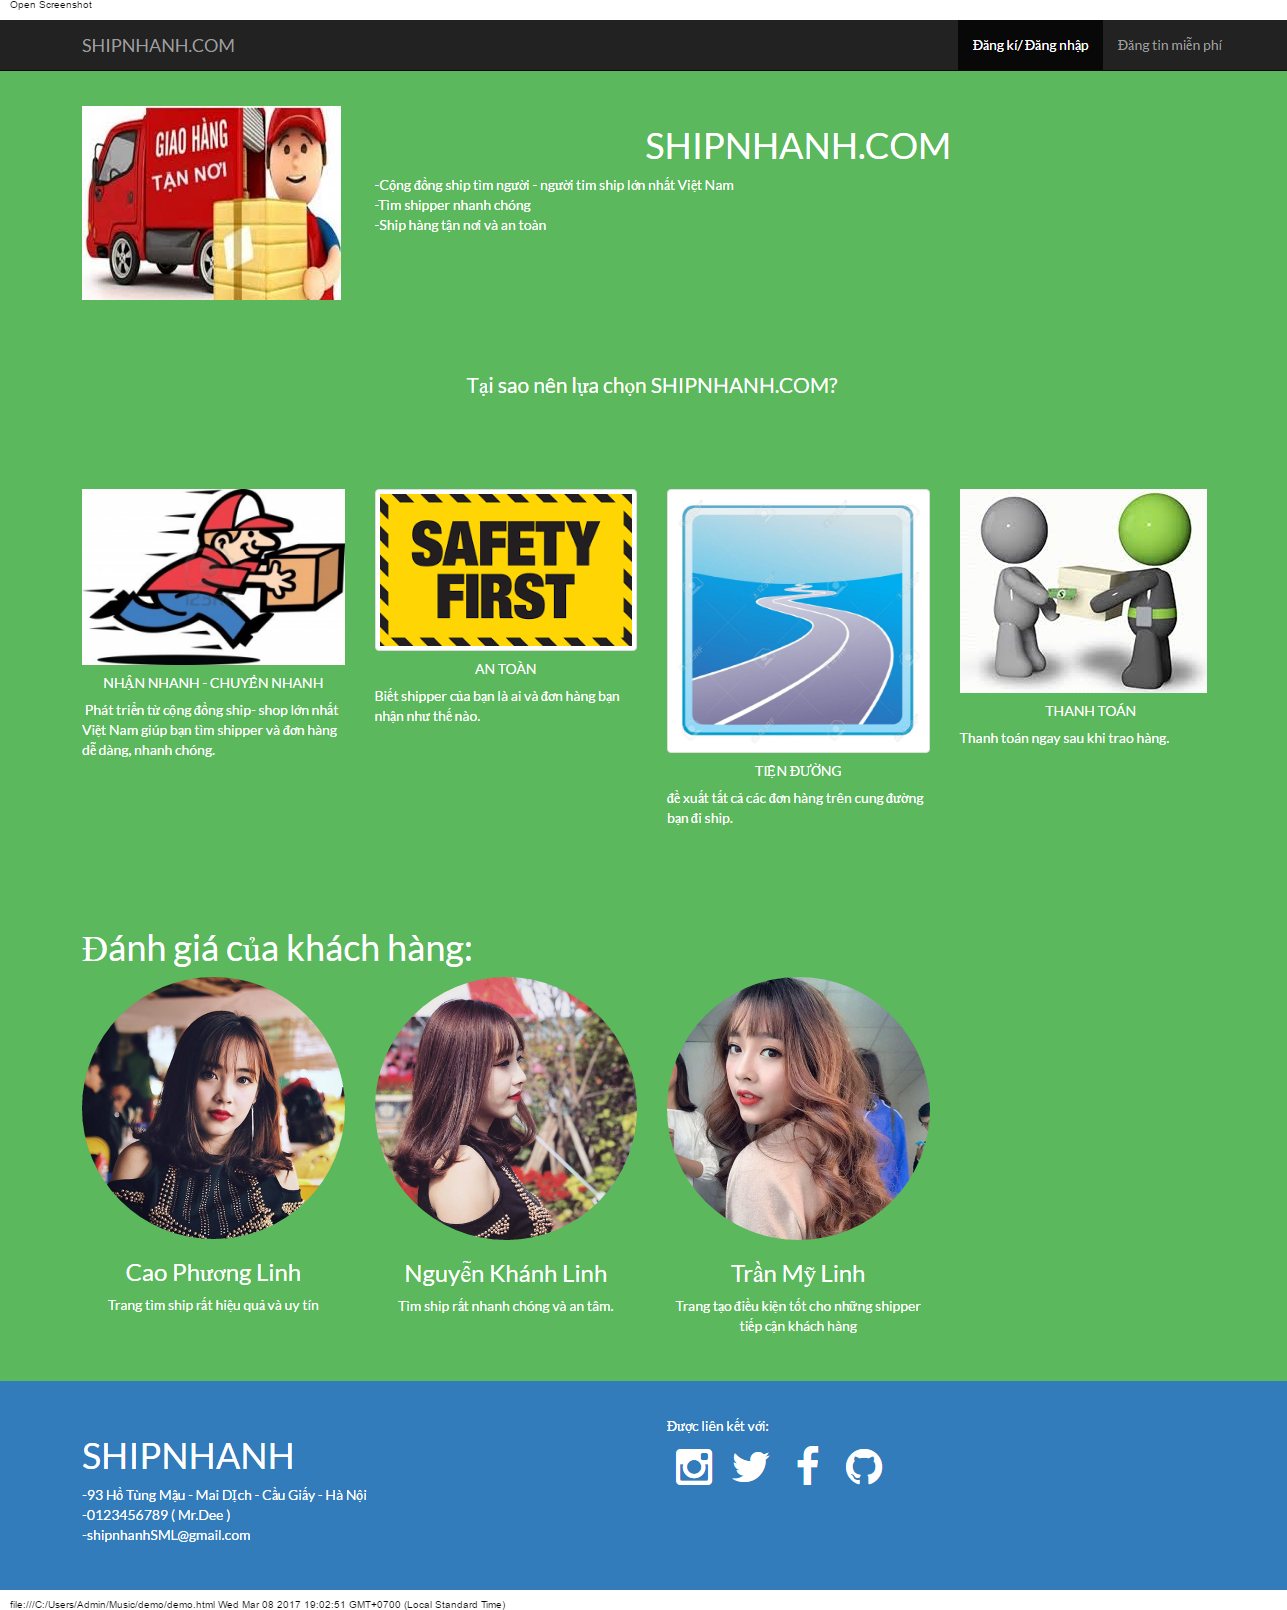 Open Screenshot
SHIPNHANH.COM
Đăng kí/ Đăng nhập
Đăng tin miễn phí
GIAO HÀNG
TẬN NƠI
SHIPNHANH.COM
-Cộng đồng ship tìm người - người tìm ship lớn nhất Việt Nam
-Tìm shipper nhanh chóng
-Ship hàng tận nơi và an toàn
Tại sao nên lựa chọn SHIPNHANH.COM?
SAFETY
FIRST
NHẬN NHANH - CHUYỂN NHANH
Phát triển từ cộng đồng ship- shop lớn nhất
Việt Nam giúp bạn tìm shipper và đơn hàng
dễ dàng, nhanh chóng.
AN TOÀN
Biết shipper của bạn là ai và đơn hàng bạn
nhận như thế nào.
TIỆN ĐƯỜNG
đề xuất tất cả các đơn hàng trên cung đường
bạn đi ship.
THANH TOÁN
Thanh toán ngay sau khi trao hàng.
Đánh giá của khách hàng:
Cao Phương Linh
Trang tìm ship rất hiệu quả và uy tín
Nguyễn Khánh Linh
Tìm ship rất nhanh chóng và an tâm.
Trần Mỹ Linh
Trang tạo điều kiện tốt cho những shipper
tiếp cận khách hàng
SHIPNHANH
-93 Hồ Tùng Mậu - Mai Dịch - Cầu Giấy - Hà Nội
-0123456789 ( Mr.Dee )
-shipnhanhSML@gmail.com
Được liên kết với:
file:///C:/Users/Admin/Music/demo/demo.html Wed Mar 08 2017 19:02:51 GMT+0700 (Local Standard Time)